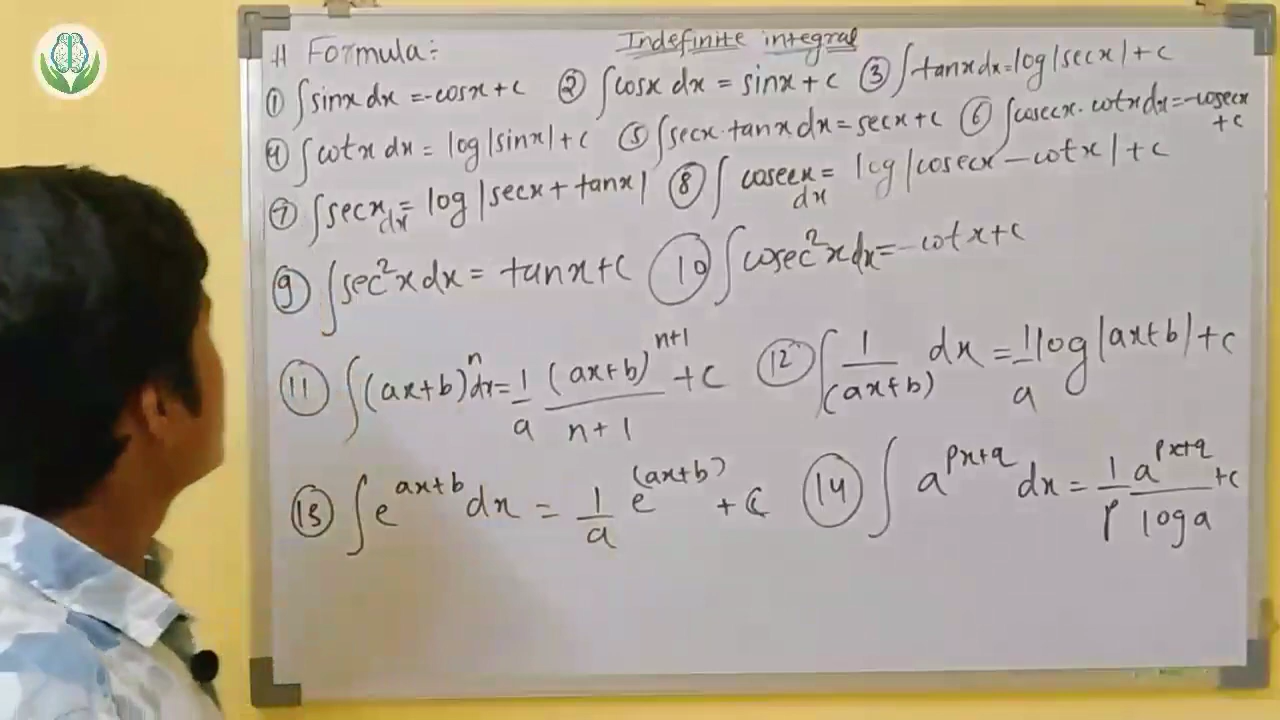 # Formula: Indefinite integral
① ∫sinx dx = -cosx + c ② ∫cosx dx = sinx + c ③ ∫tanx dx = log|secx| + c
④ ∫cotx dx = log|sinx| + c ⑤ ∫secx·tanx dx = secx + c ⑥ ∫cosecx·cotx dx = -cosecx + c
⑦ ∫secx dx = log|secx + tanx| ⑧ ∫cosecx dx = log|cosecx - cotx| + c
⑨ ∫sec²x dx = tanx + c ⑩ ∫cosec²x dx = -cotx + c
⑪ ∫(ax+b)^n dx = 1/a (ax+b)^(n+1)/(n+1) + c ⑫ ∫1/(ax+b) dx = 1/a log|ax+b| + c
⑬ ∫e^(ax+b) dx = 1/a e^(ax+b) + c ⑭ ∫a^(px+q) dx = 1/p a^(px+q)/log a + c